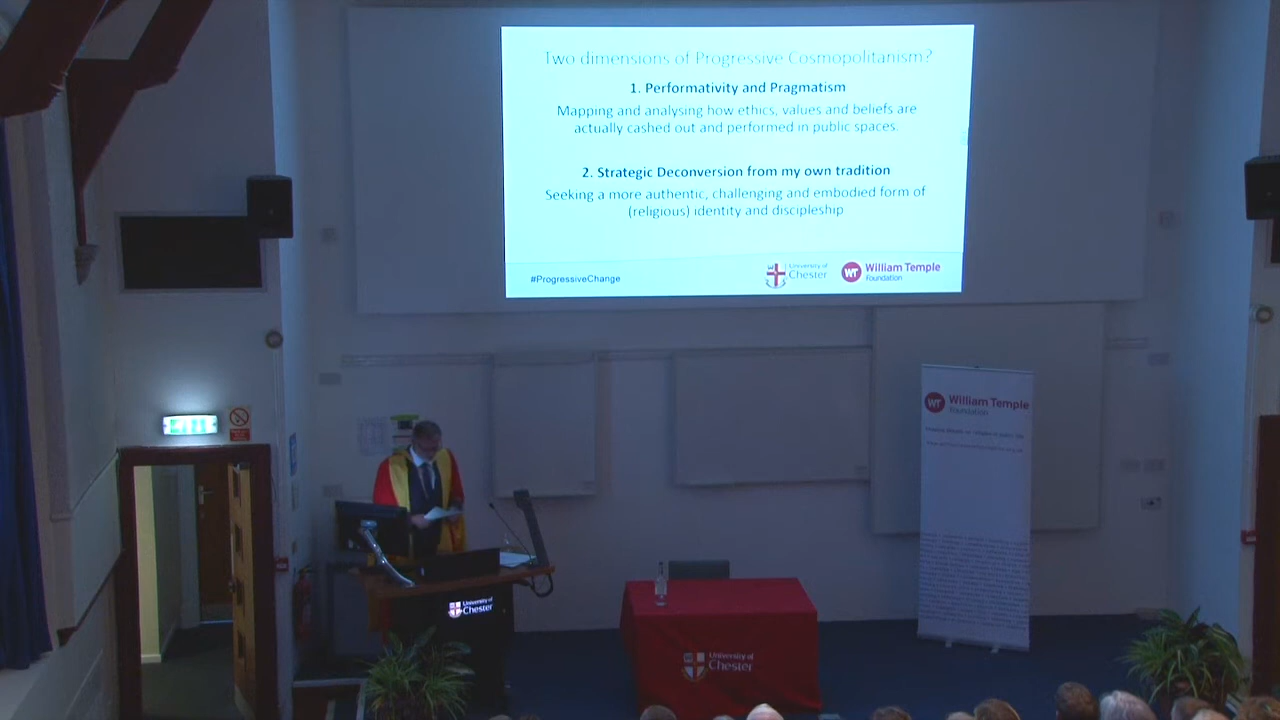 Two dimensions of Progressive Cosmopolitanism?
1. Performativity and Pragmatism
Mapping and analysing how ethics, values and beliefs are
actually cashed out and performed in public spaces.
2. Strategic Deconversion from my own tradition
Seeking a more authentic, challenging and embodied form of
(religious) identity and discipleship
#ProgressiveChange
University of
Chester
WT
William Temple
Foundation
WT
William Temple
Foundation
University of
Chester
University of
Chester